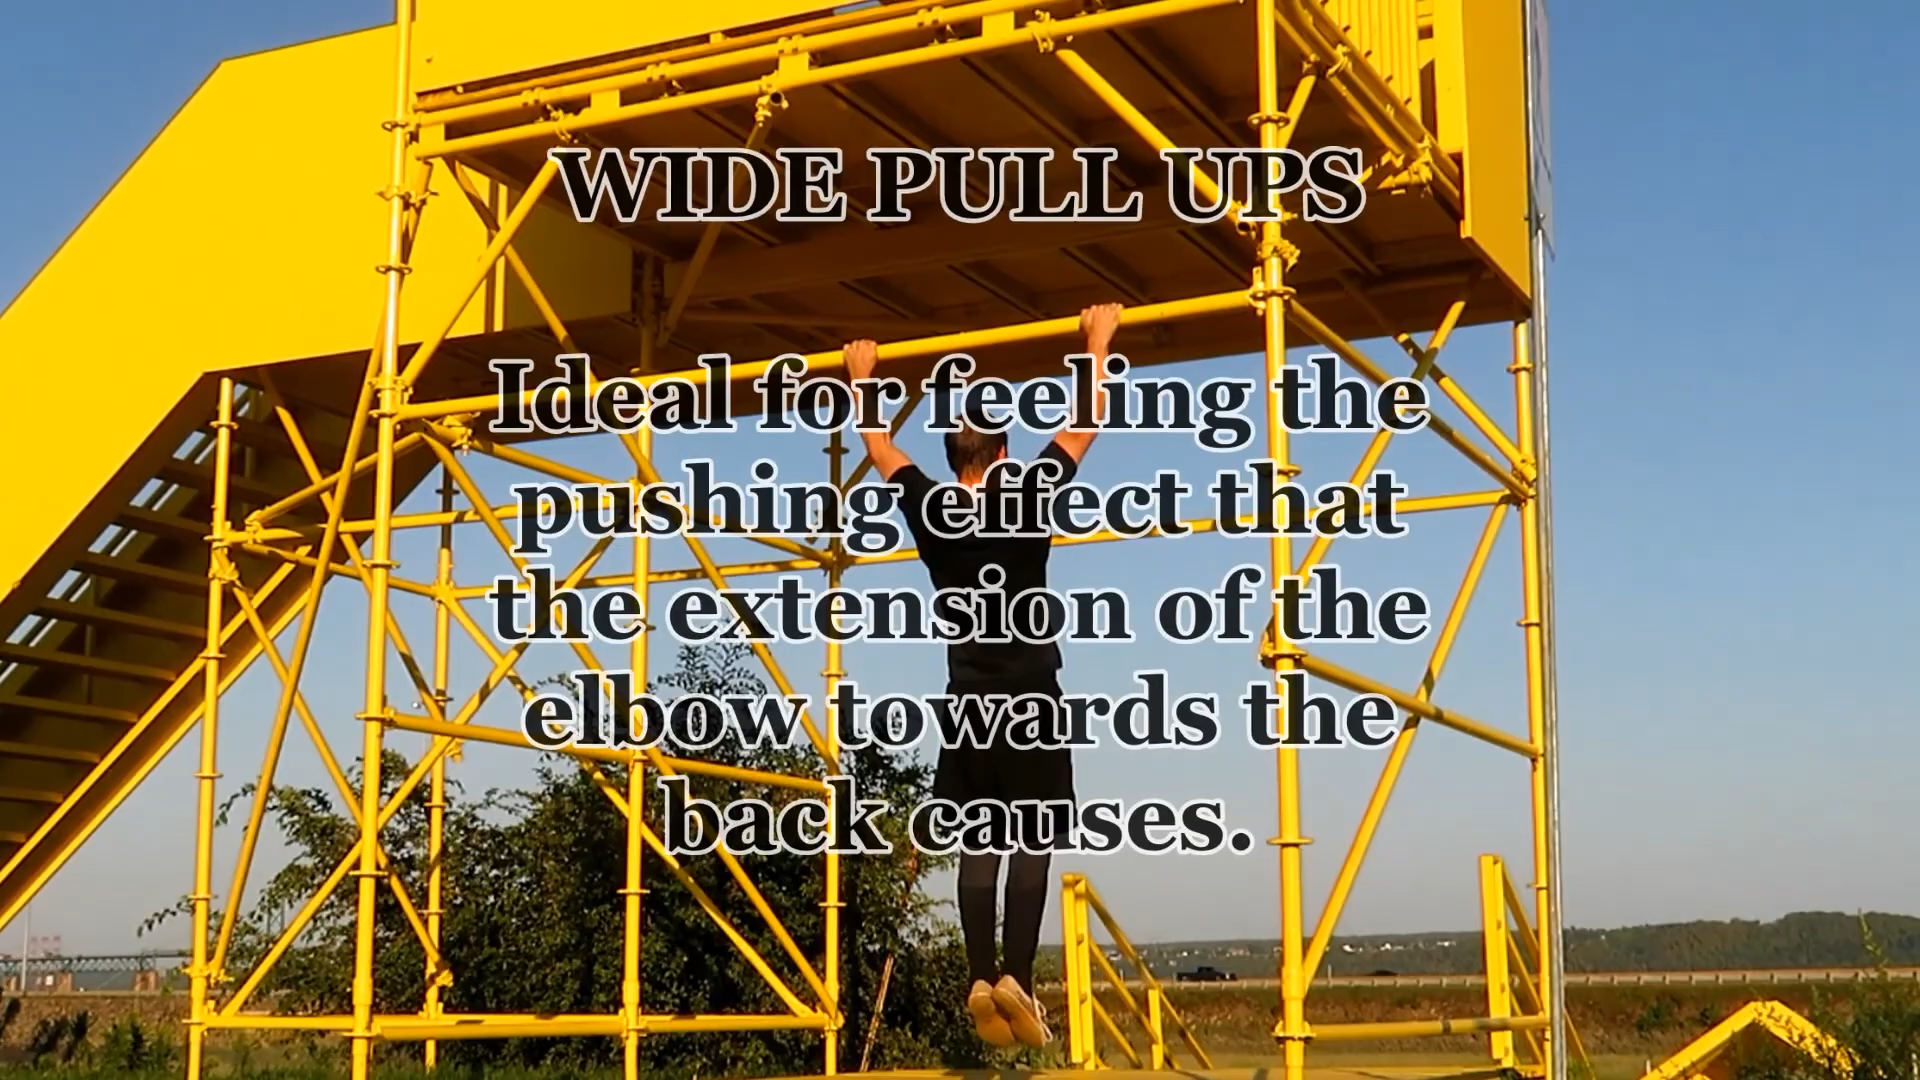 WIDE PULL UPS
Ideal for feeling the
pushing effect that
the extension of the
elbow towards the
back causes.